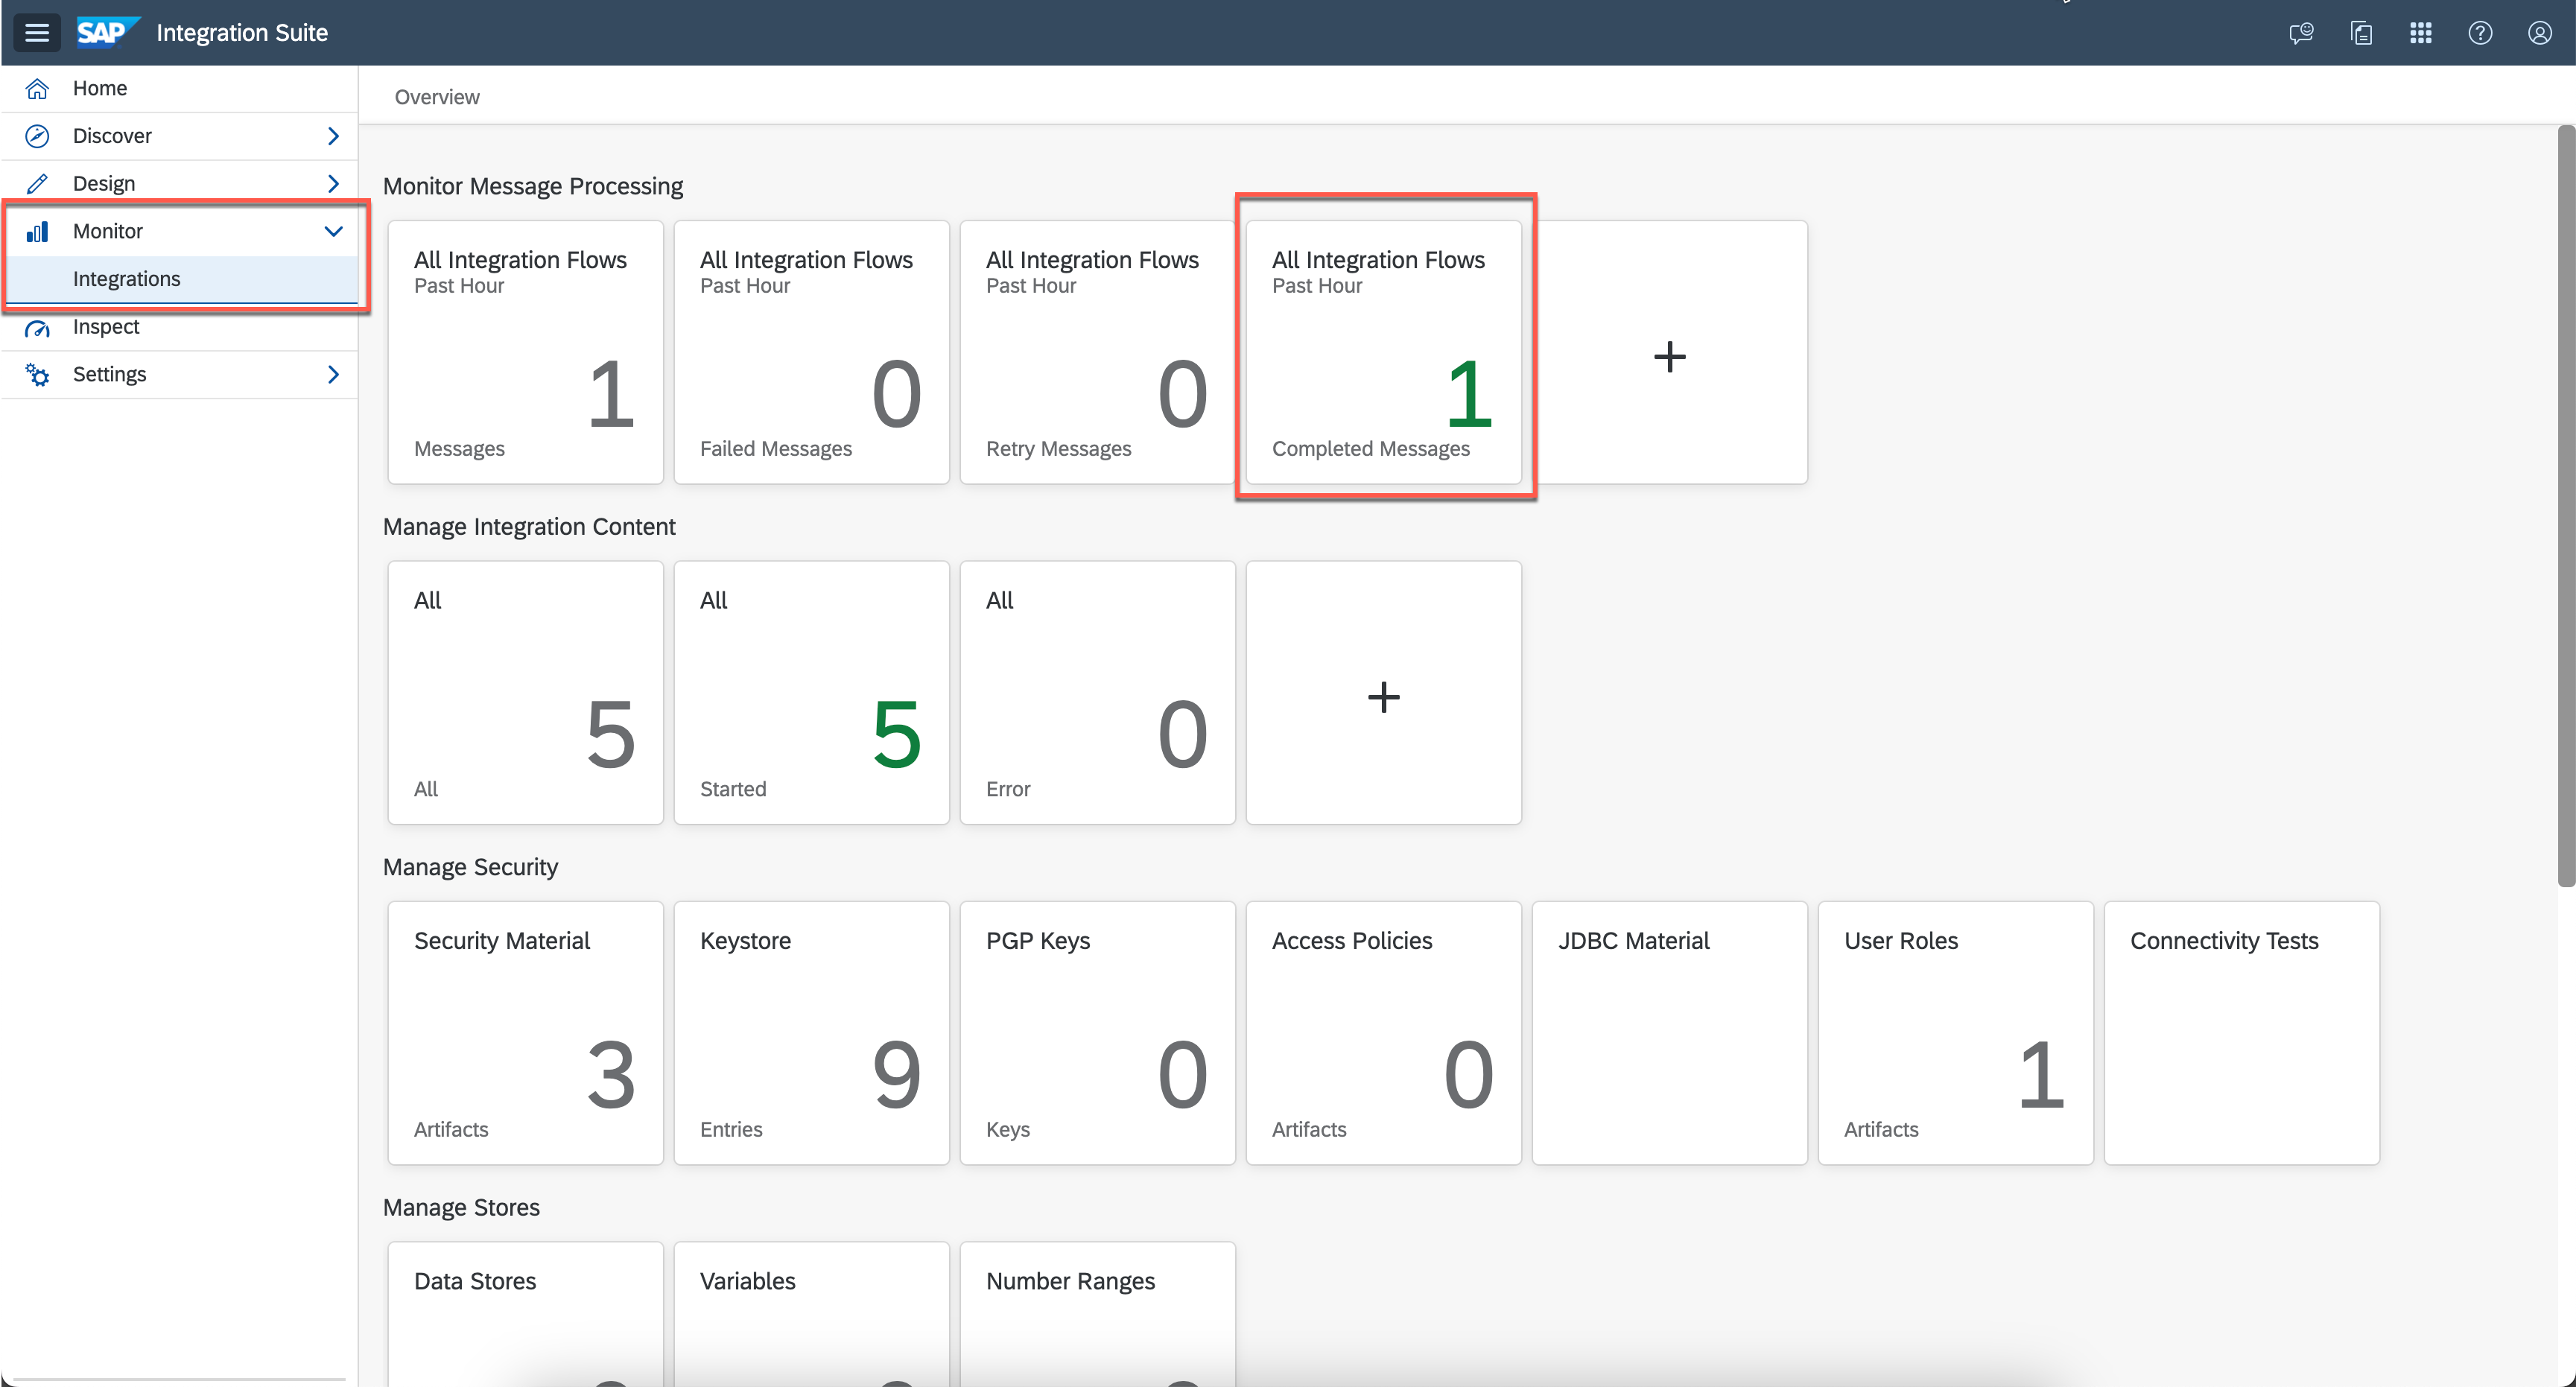 SAP Integration Suite
Home
Discover
Design
Monitor
Integrations
Inspect
Settings
Overview
Monitor Message Processing
All Integration Flows
Past Hour
1
Messages
All Integration Flows
Past Hour
0
Failed Messages
All Integration Flows
Past Hour
0
Retry Messages
All Integration Flows
Past Hour
1
Completed Messages
+
Manage Integration Content
All
5
All
All
5
Started
All
0
Error
+
Manage Security
Security Material
3
Artifacts
Keystore
9
Entries
PGP Keys
0
Keys
Access Policies
0
Artifacts
JDBC Material
User Roles
1
Artifacts
Connectivity Tests
Manage Stores
Data Stores
Variables
Number Ranges